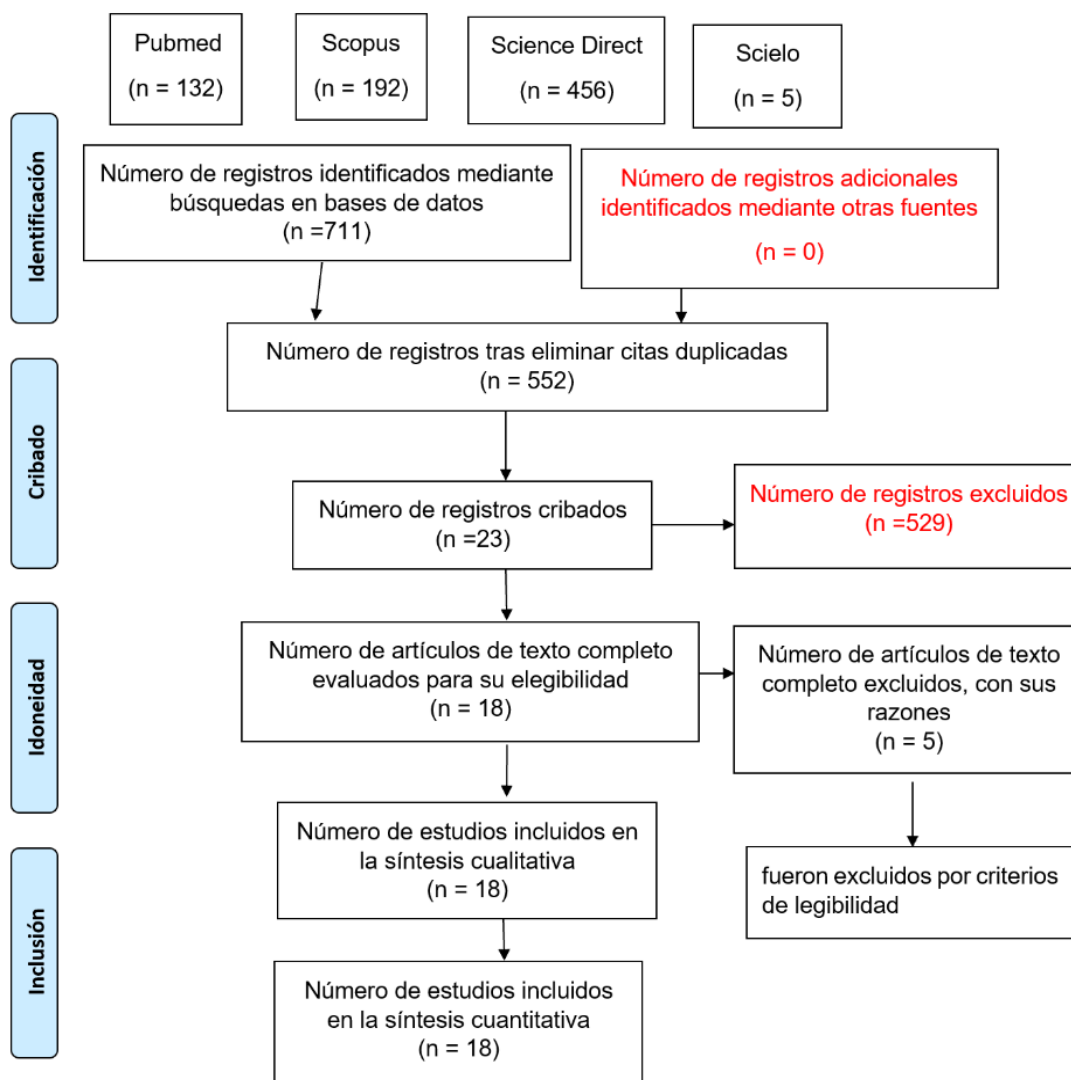 Pubmed
(n = 132)
Scopus
(n = 192)
Science Direct
(n = 456)
Scielo
(n = 5)
Identificación
Número de registros identificados mediante
búsquedas en bases de datos
(n =711)
Número de registros adicionales
identificados mediante otras fuentes
(n = 0)
Número de registros tras eliminar citas duplicadas
(n = 552)
Cribado
Número de registros cribados
(n =23)
Número de registros excluidos
(n =529)
Idoneidad
Número de artículos de texto completo
evaluados para su elegibilidad
(n = 18)
Número de artículos de texto
completo excluidos, con sus
razones
(n = 5)
Inclusión
Número de estudios incluidos en
la síntesis cualitativa
(n = 18)
fueron excluidos por criterios
de legibilidad
Número de estudios incluidos
en la síntesis cuantitativa
(n = 18)